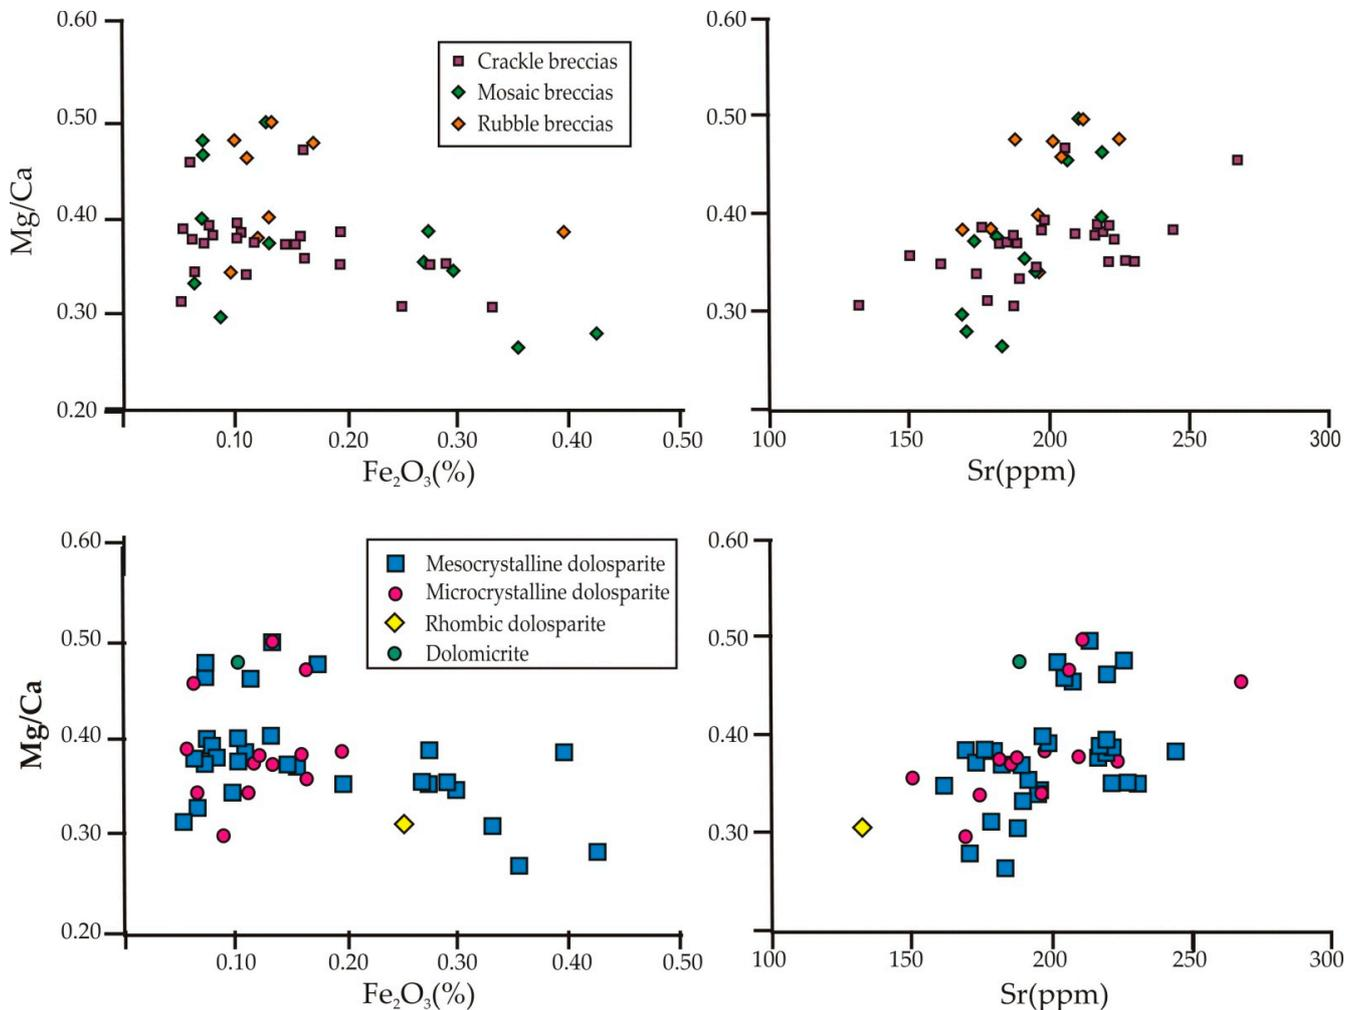 0.60
0.50
0.40
0.30
0.20
Mg/Ca
Crackle breccias
Mosaic breccias
Rubble breccias
0.10 0.20 0.30 0.40 0.50
Fe₂O₃(%)
0.60
0.50
0.40
0.30
100 150 200 250 300
Sr(ppm)
0.60
0.50
0.40
0.30
0.20
Mg/Ca
Mesocrystalline dolosparite
Microcrystalline dolosparite
Rhombic dolosparite
Dolomicrite
0.10 0.20 0.30 0.40 0.50
Fe₂O₃(%)
0.60
0.50
0.40
0.30
100 150 200 250 300
Sr(ppm)